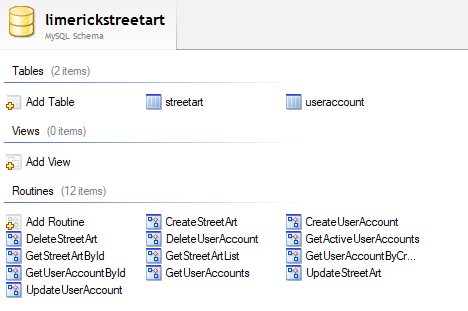 limerickstreetart
MySQL Schema
Tables (2 items)
Add Table streetart useraccount
Views (0 items)
Add View
Routines (12 items)
Add Routine CreateStreetArt CreateUserAccount
DeleteStreetArt DeleteUserAccount GetActiveUserAccounts
GetStreetArtById GetStreetArtList GetUserAccountByCr...
GetUserAccountById GetUserAccounts UpdateStreetArt
UpdateUserAccount